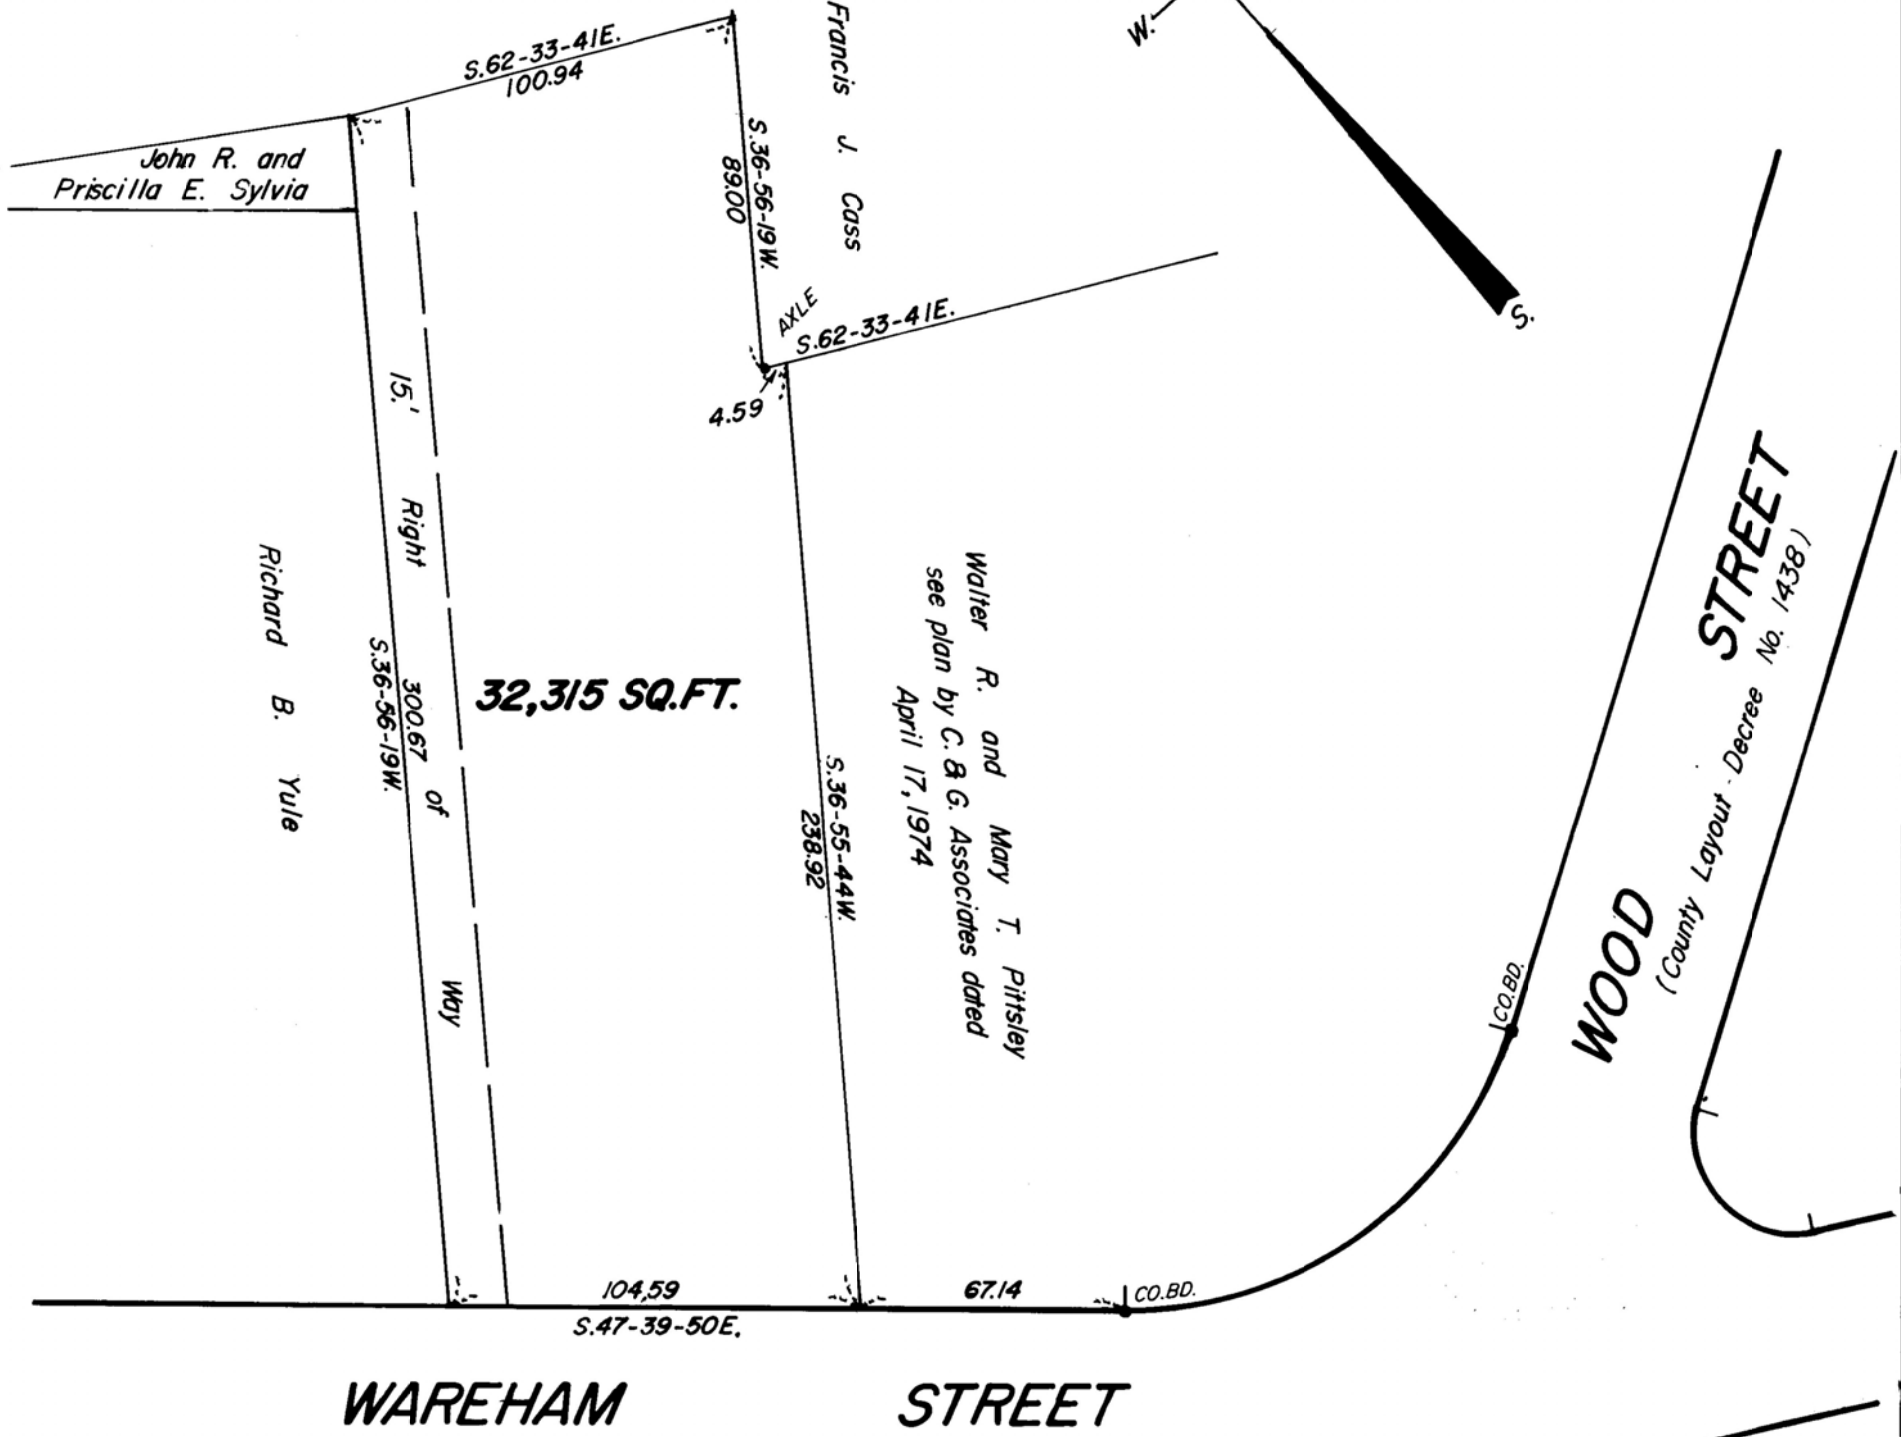 W.
S.
Francis J. Cass
S.62-33-41E.
100.94
John R. and
Priscilla E. Sylvia
S.36-56-19W.
89.00
AXLE
S.62-33-41E.
4.59
15.' Right of Way
300.67
S.36-56-19W.
Richard B. Yule
32,315 SQ.FT.
S.36-55-44W.
238.92
Walter R. and Mary T. Pittsley
see plan by C. & G. Associates dated
April 17, 1974
WOOD STREET
(County Layout - Decree No. 1438)
CO.BD.
104.59
67.14
CO.BD.
S.47-39-50E.
WAREHAM STREET